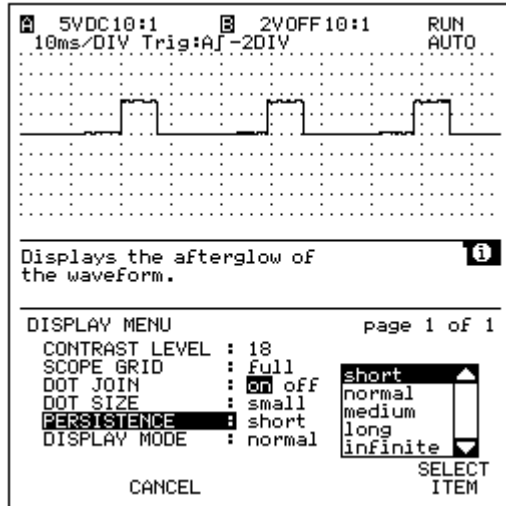 A 5VDC10:1 B 2VOFF10:1 RUN
10ms/DIV Trig:A∫-2DIV AUTO
Displays the afterglow of
the waveform.
i
DISPLAY MENU page 1 of 1
CONTRAST LEVEL : 18
SCOPE GRID : full
DOT JOIN : on off
DOT SIZE : small
PERSISTENCE : short
DISPLAY MODE : normal
short
normal
medium
long
infinite
CANCEL
SELECT
ITEM